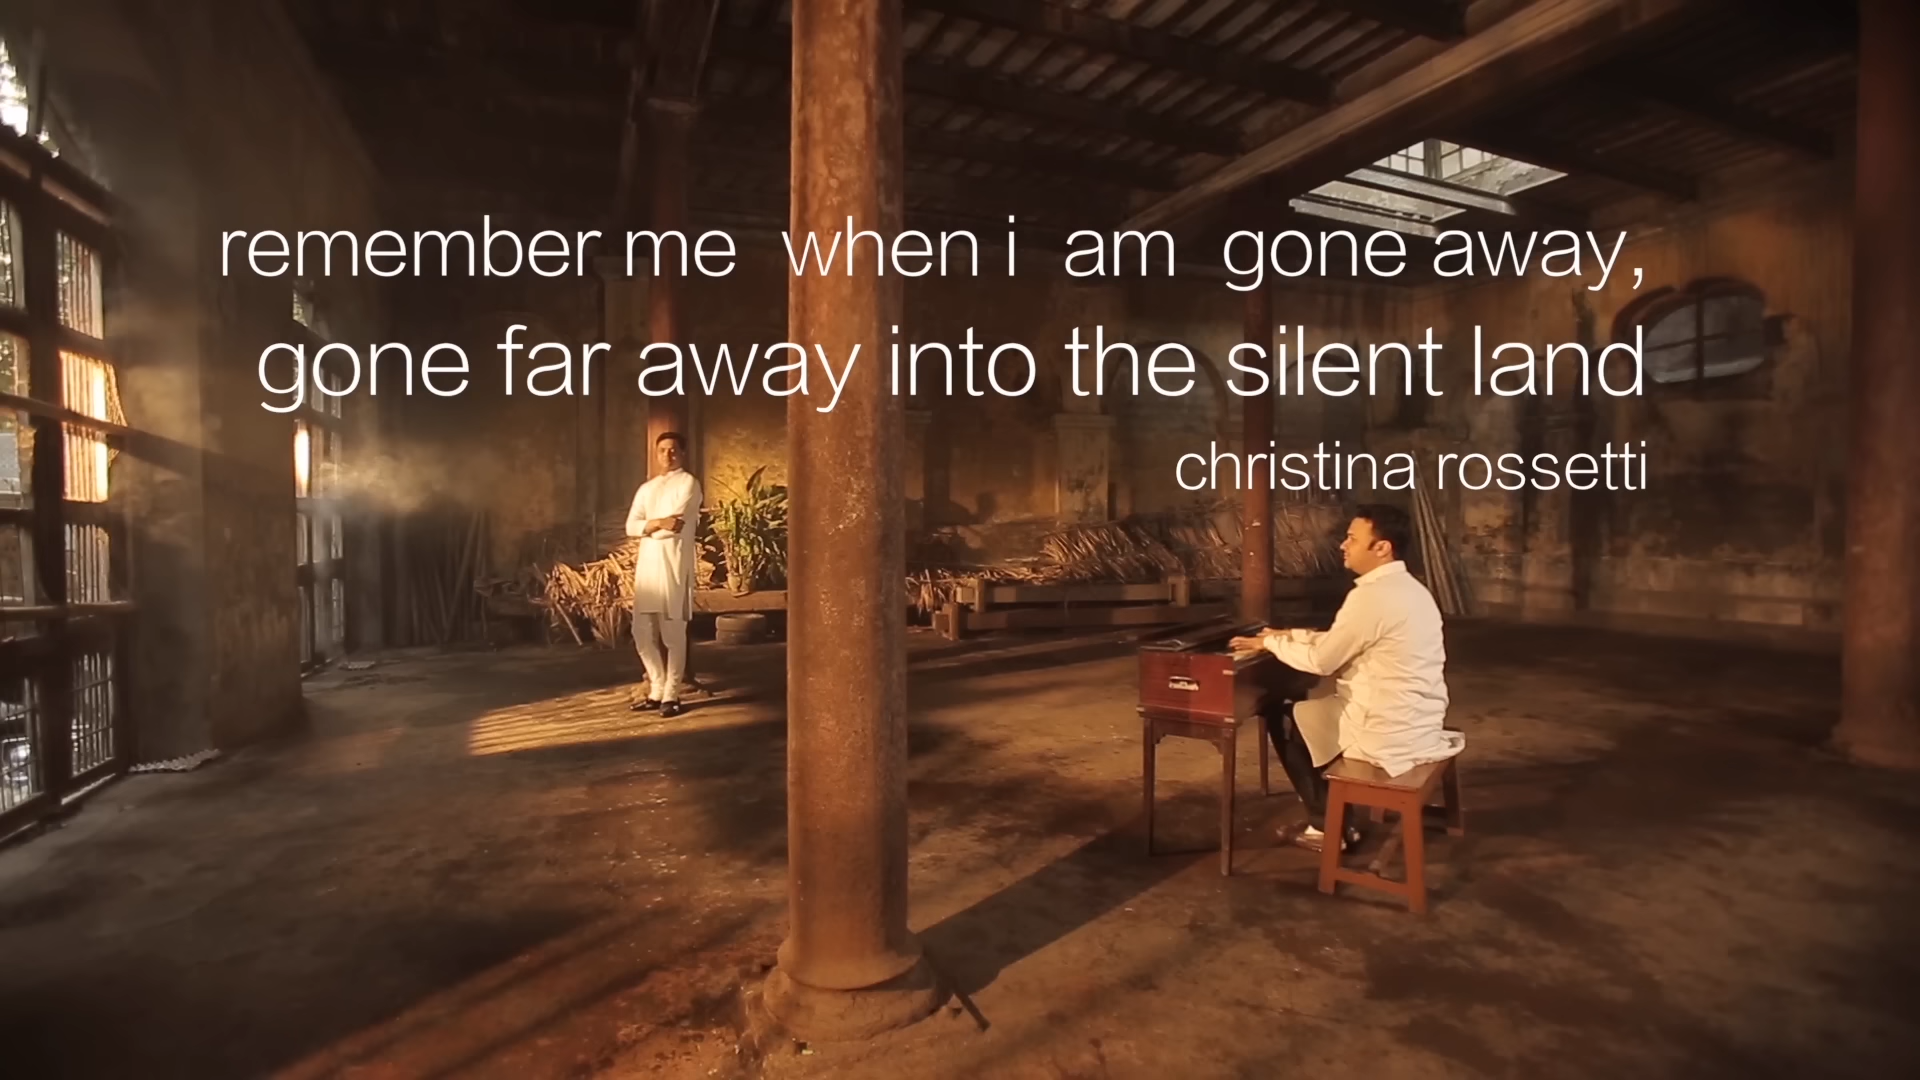 remember me when i am gone away,
gone far away into the silent land
christina rossetti